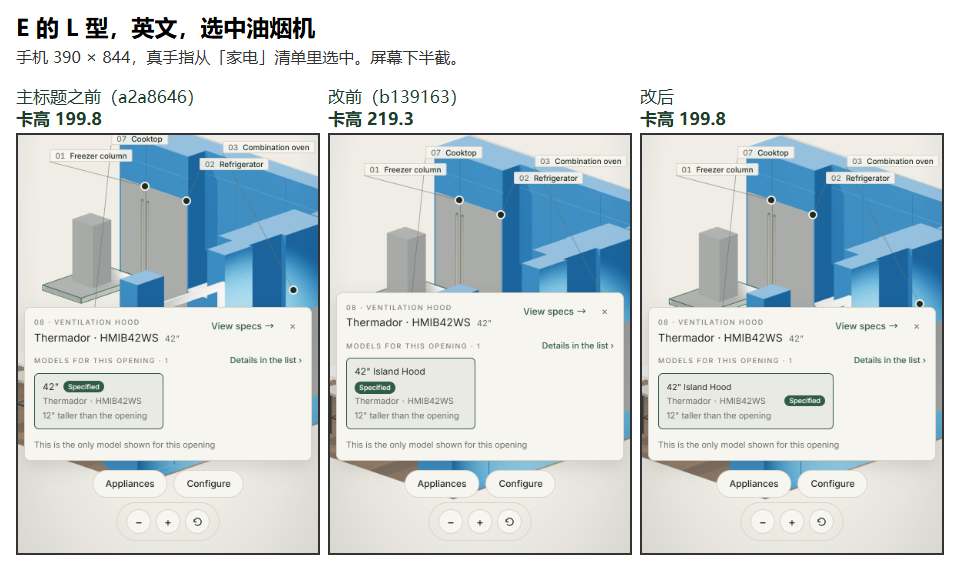 E 的 L 型，英文，选中油烟机
手机 390 × 844，真手指从「家电」清单里选中。屏幕下半截。
主标题之前（a2a8646）
卡高 199.8
07 Cooktop
03 Combination oven
01 Freezer column
02 Refrigerator
08 · VENTILATION HOOD
View specs → ×
Thermador · HMIB42WS 42"
MODELS FOR THIS OPENING · 1
Details in the list ›
42" Specified
Thermador · HMIB42WS
12" taller than the opening
This is the only model shown for this opening
Appliances
Configure
− +
改前（b139163）
卡高 219.3
07 Cooktop
03 Combination oven
01 Freezer column
02 Refrigerator
08 · VENTILATION HOOD
View specs → ×
Thermador · HMIB42WS 42"
MODELS FOR THIS OPENING · 1
Details in the list ›
42" Island Hood
Specified
Thermador · HMIB42WS
12" taller than the opening
This is the only model shown for this opening
Appliances
Configure
− +
改后
卡高 199.8
07 Cooktop
03 Combination oven
01 Freezer column
02 Refrigerator
08 · VENTILATION HOOD
View specs → ×
Thermador · HMIB42WS 42"
MODELS FOR THIS OPENING · 1
Details in the list ›
42" Island Hood
Thermador · HMIB42WS
Specified
12" taller than the opening
This is the only model shown for this opening
Appliances
Configure
− +